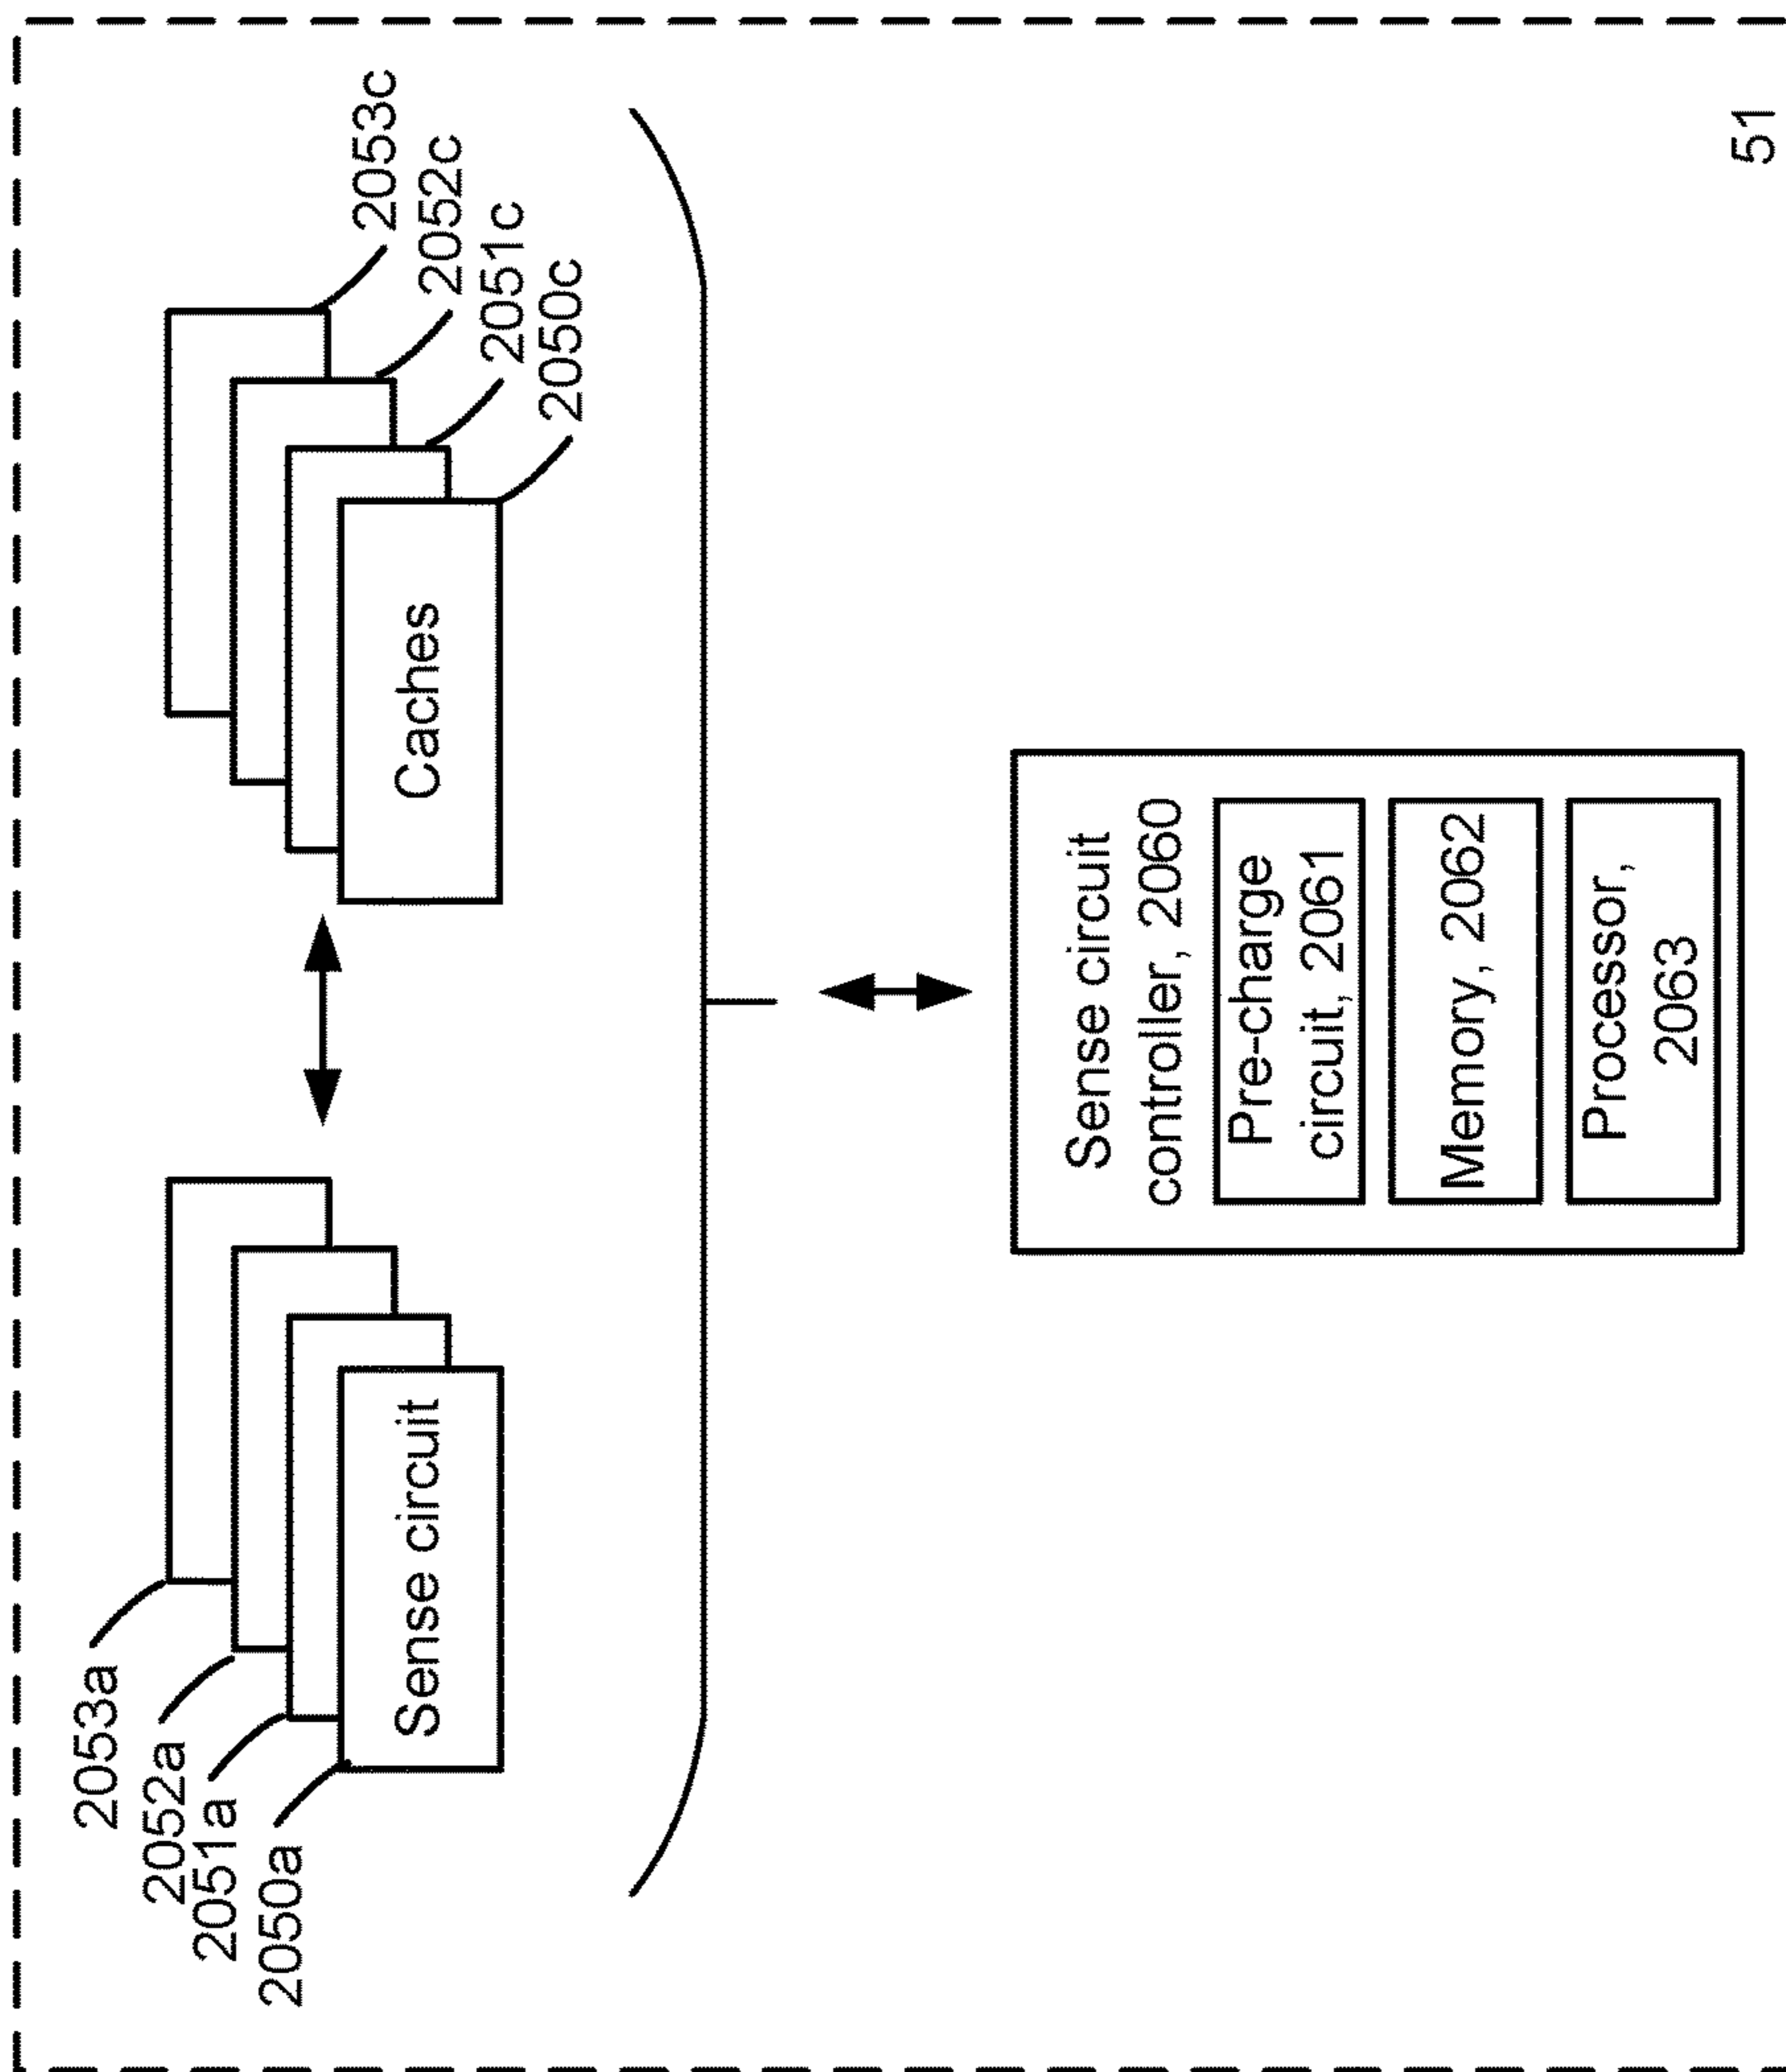 2053a
2052a
2051a
2050a
Sense circuit
Caches
2053c
2052c
2051c
2050c
Sense circuit
controller, 2060
Pre-charge
circuit, 2061
Memory, 2062
Processor,
2063
51